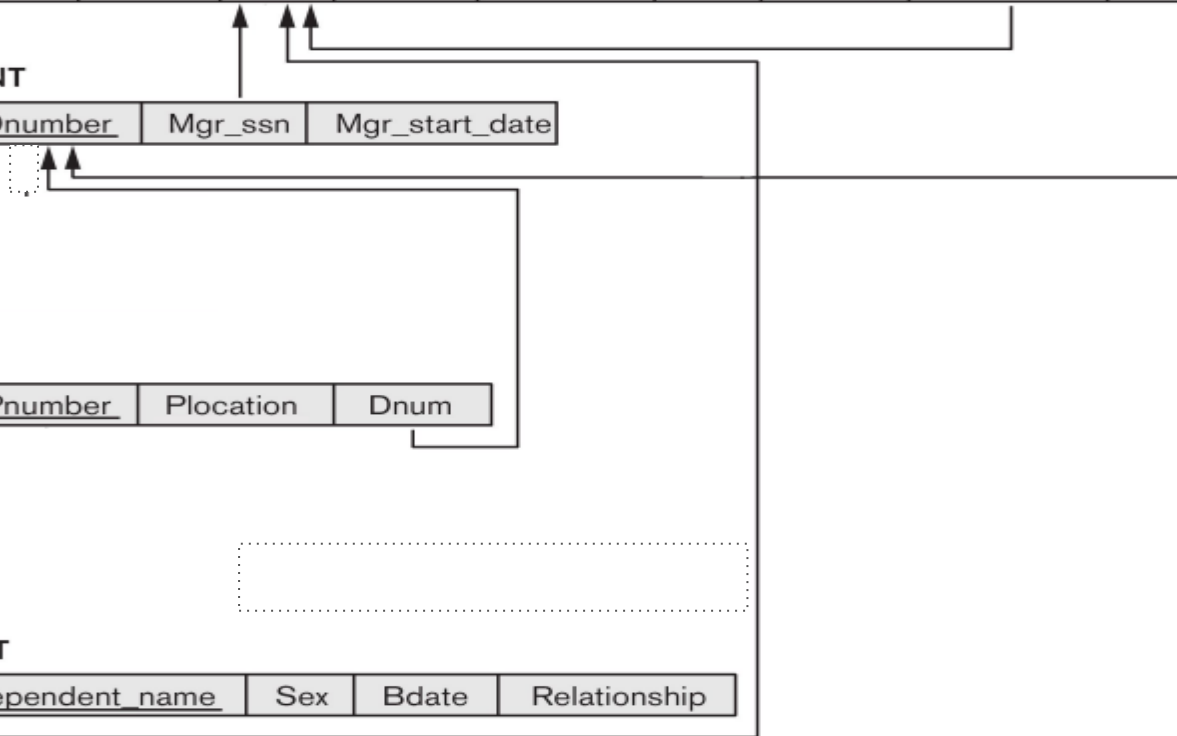 NT
Dnumber Mgr_ssn Mgr_start_date
Pnumber Plocation Dnum
T
ependent_name Sex Bdate Relationship